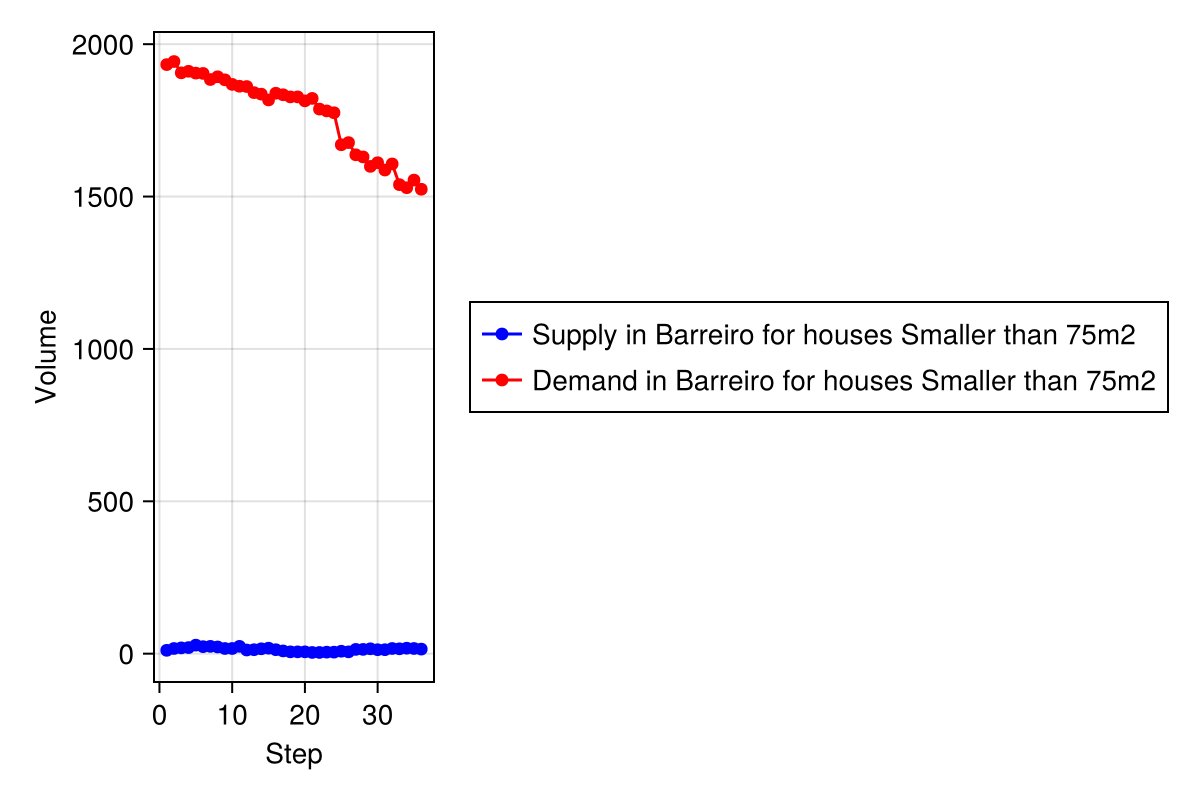 2000
1500
1000
500
0
Volume
0 10 20 30
Step
Supply in Barreiro for houses Smaller than 75m2
Demand in Barreiro for houses Smaller than 75m2